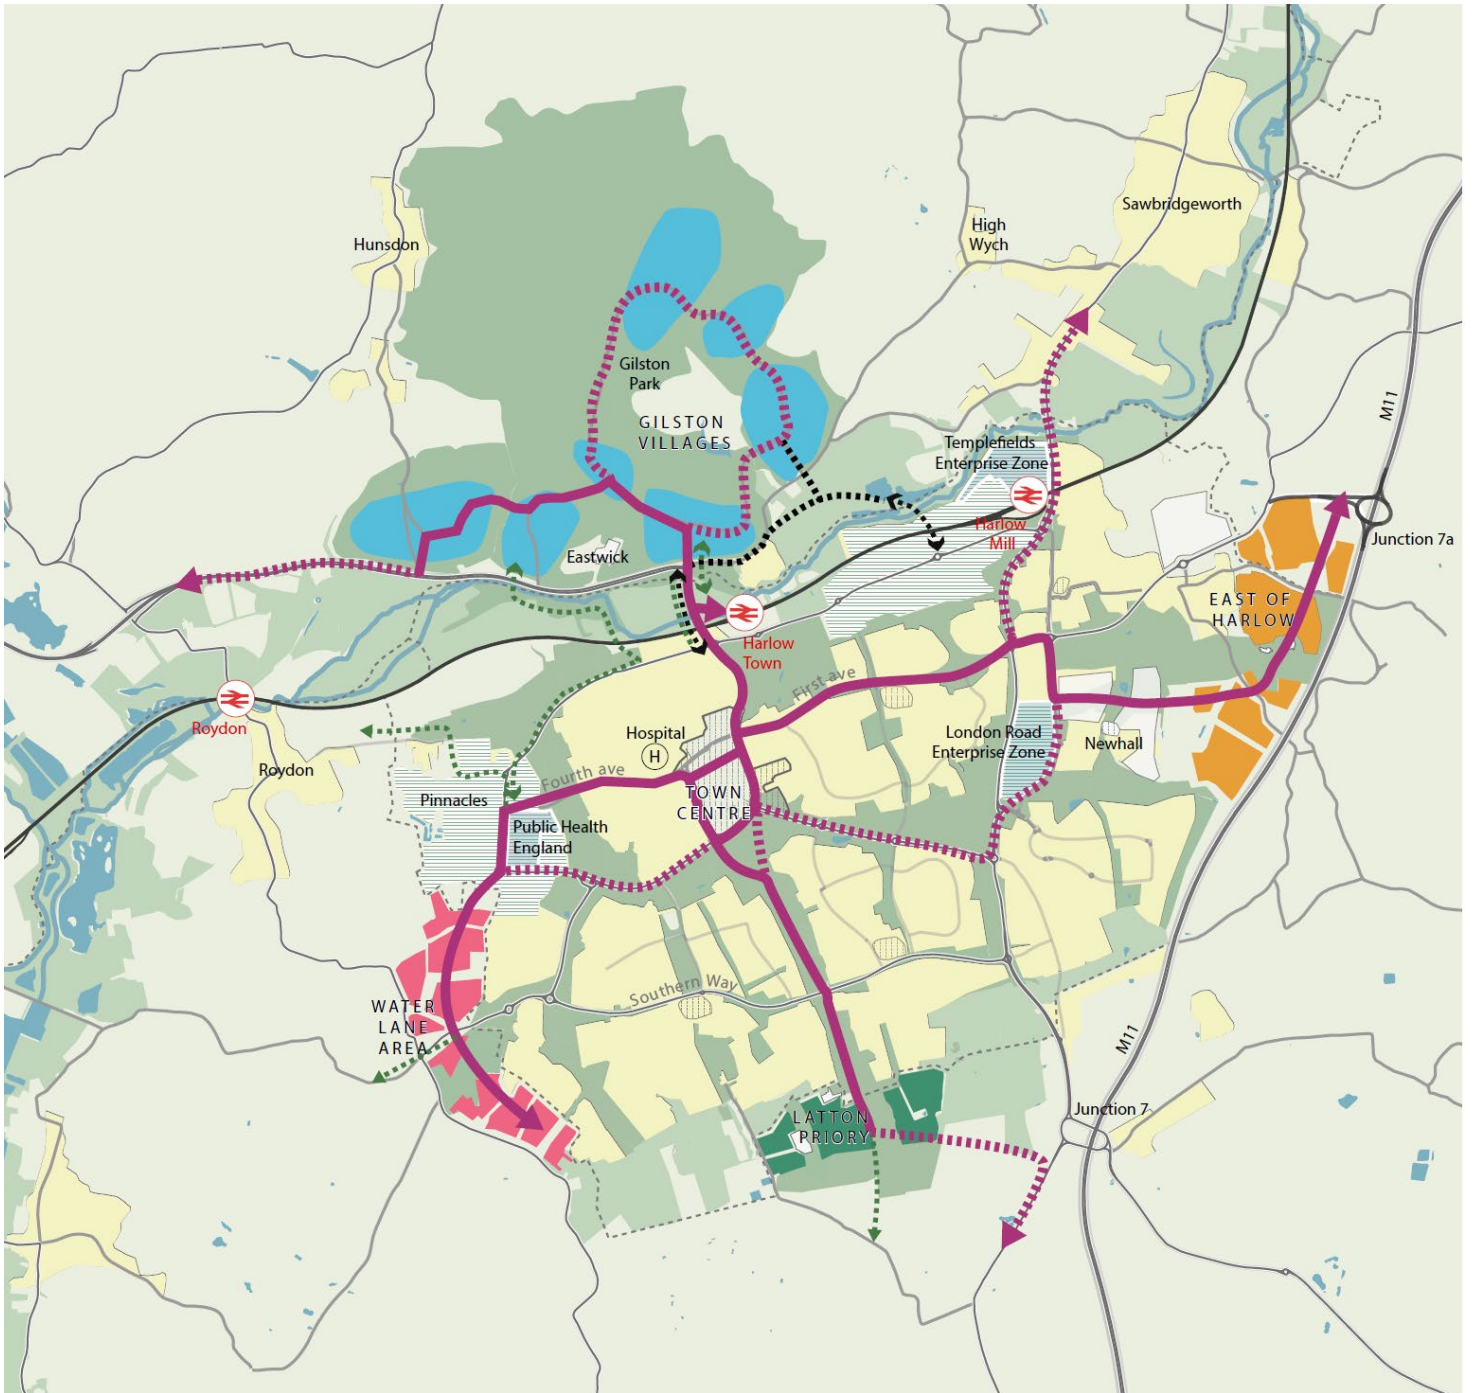 Sawbridgeworth
High
Wych
Hunsdon
Gilston
Park
GILSTON
VILLAGES
M11
Templefields
Enterprise Zone
Harlow
Mill
Junction 7a
Eastwick
EAST OF
HARLOW
Harlow
Town
First ave
Roydon
Hospital
H
London Road
Enterprise Zone
Newhall
Roydon
Fourth ave
Pinnacles
TOWN
CENTRE
Public Health
England
Southern Way
WATER
LANE
AREA
M11
LATTON
PRIORY
Junction 7